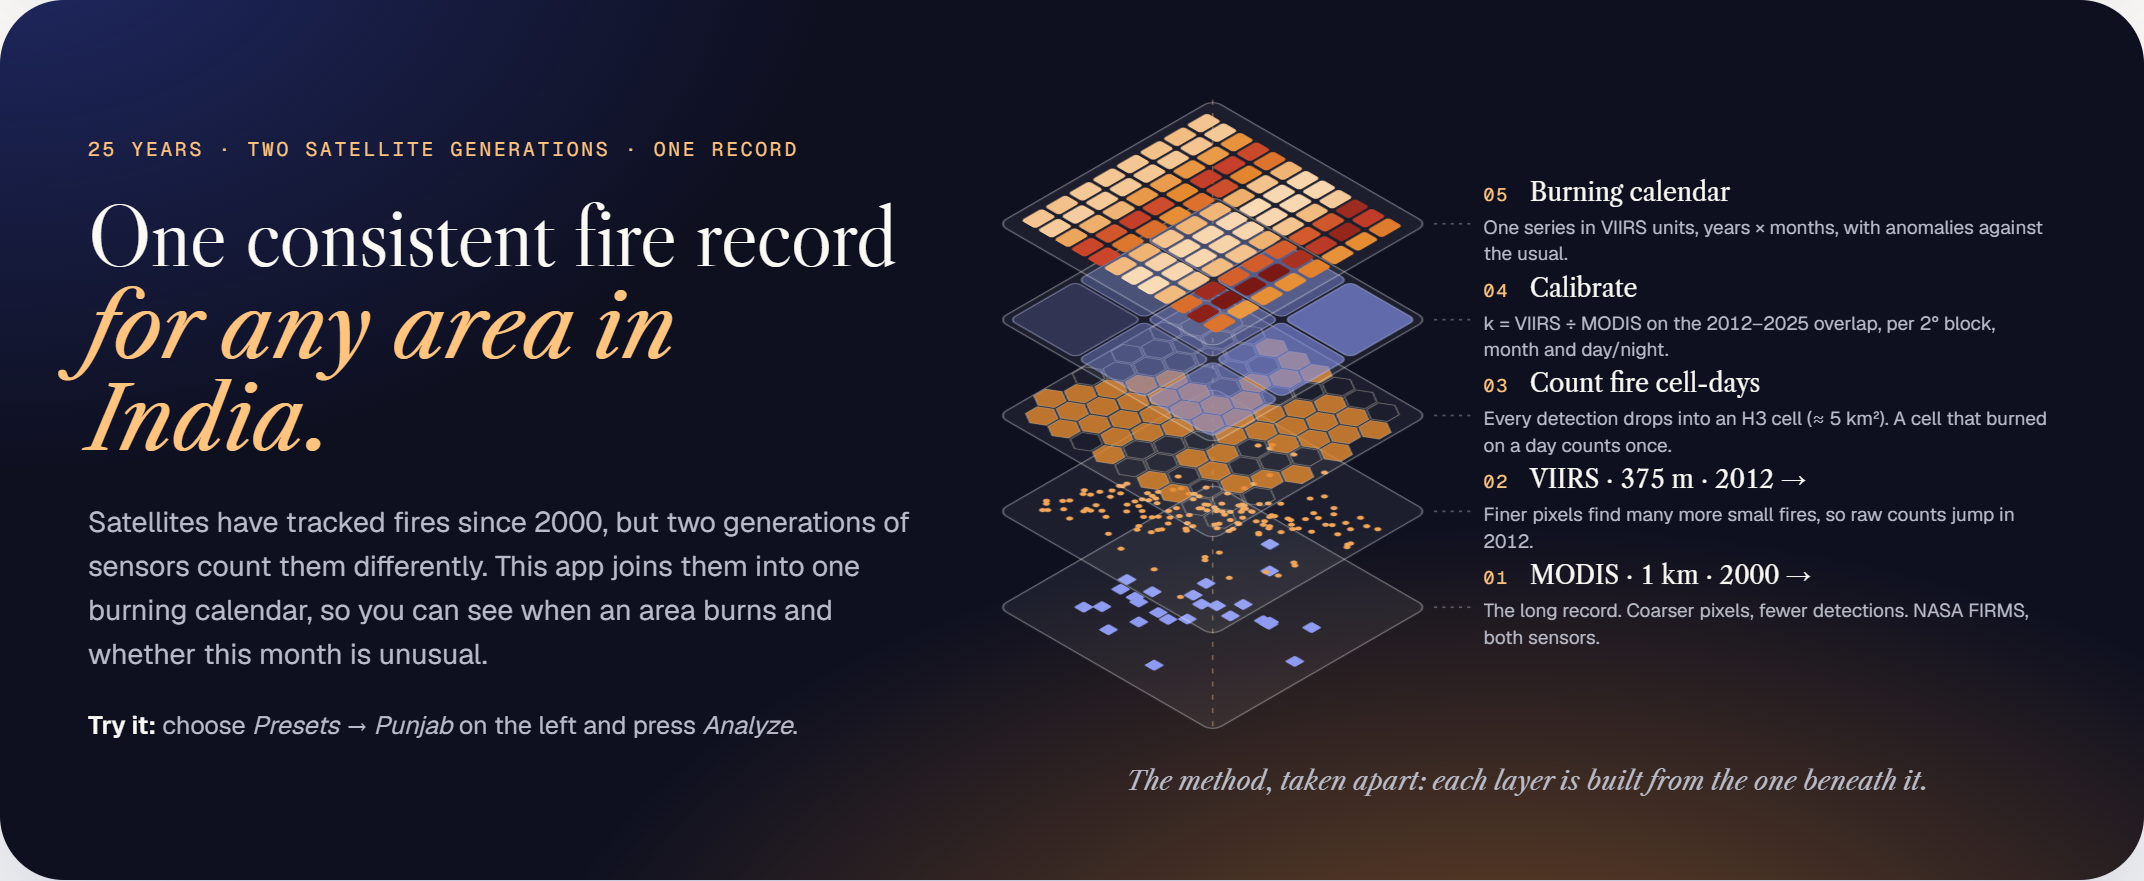 25 YEARS · TWO SATELLITE GENERATIONS · ONE RECORD
One consistent fire record
for any area in
India.
Satellites have tracked fires since 2000, but two generations of
sensors count them differently. This app joins them into one
burning calendar, so you can see when an area burns and
whether this month is unusual.
Try it: choose Presets → Punjab on the left and press Analyze.
05 Burning calendar
One series in VIIRS units, years × months, with anomalies against
the usual.
04 Calibrate
k = VIIRS ÷ MODIS on the 2012–2025 overlap, per 2° block,
month and day/night.
03 Count fire cell-days
Every detection drops into an H3 cell (≈ 5 km²). A cell that burned
on a day counts once.
02 VIIRS · 375 m · 2012 →
Finer pixels find many more small fires, so raw counts jump in
2012.
01 MODIS · 1 km · 2000 →
The long record. Coarser pixels, fewer detections. NASA FIRMS,
both sensors.
The method, taken apart: each layer is built from the one beneath it.